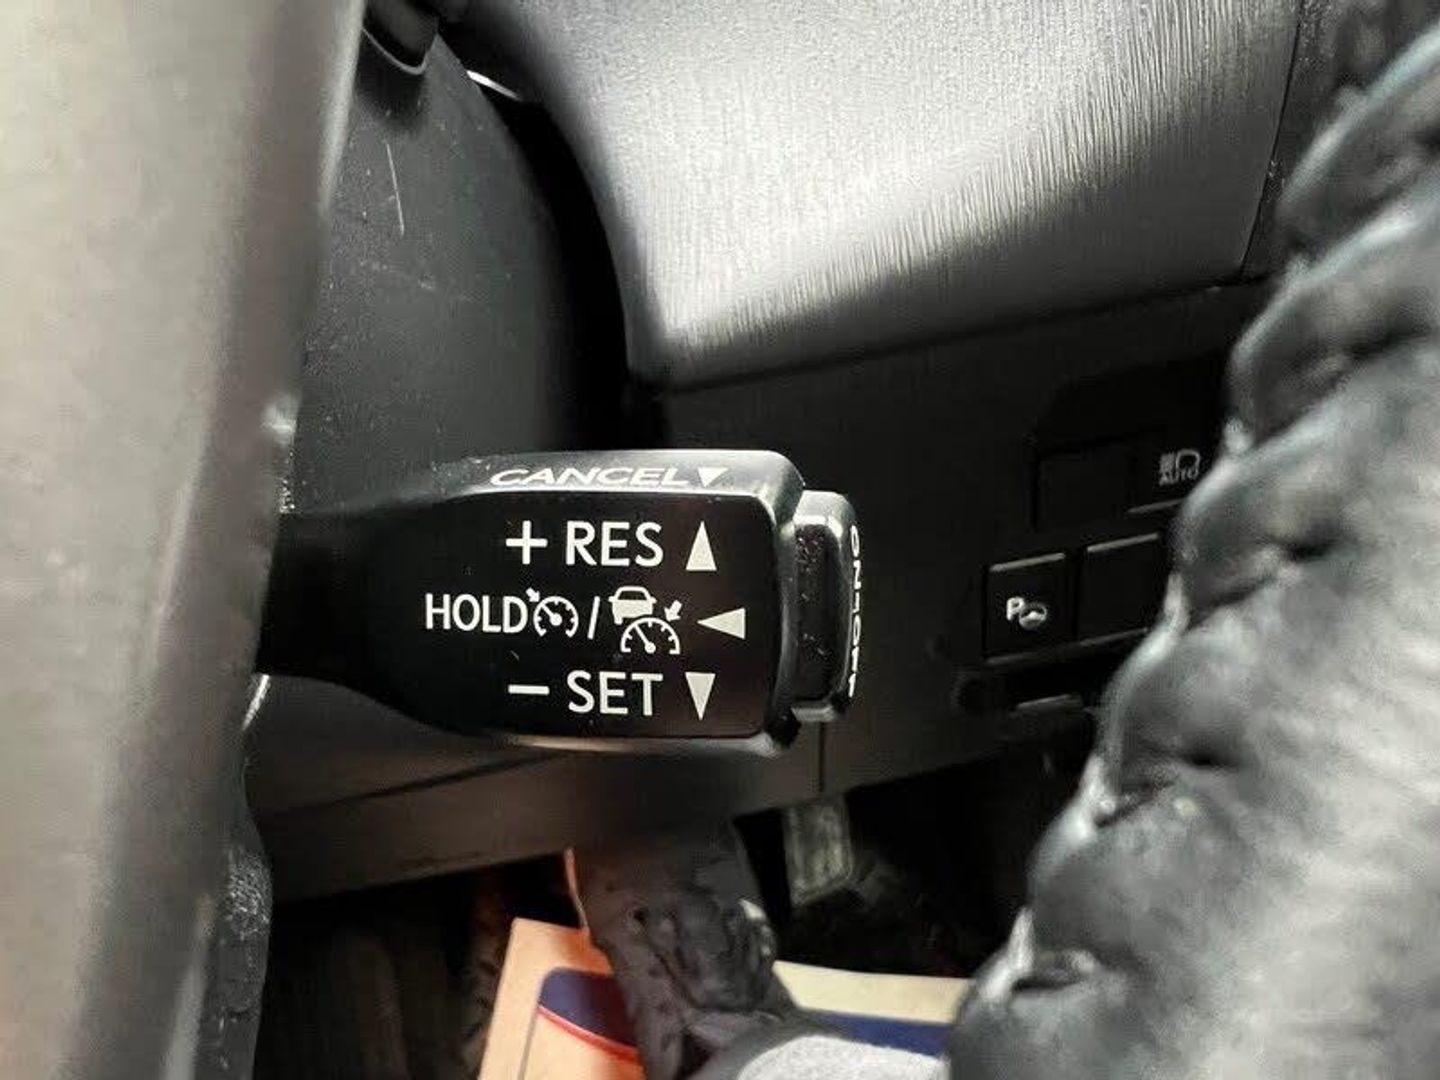 CANCEL▼
+ RES ▲
HOLD / ◀
− SET ▼
ON-OFF
AUTO
P